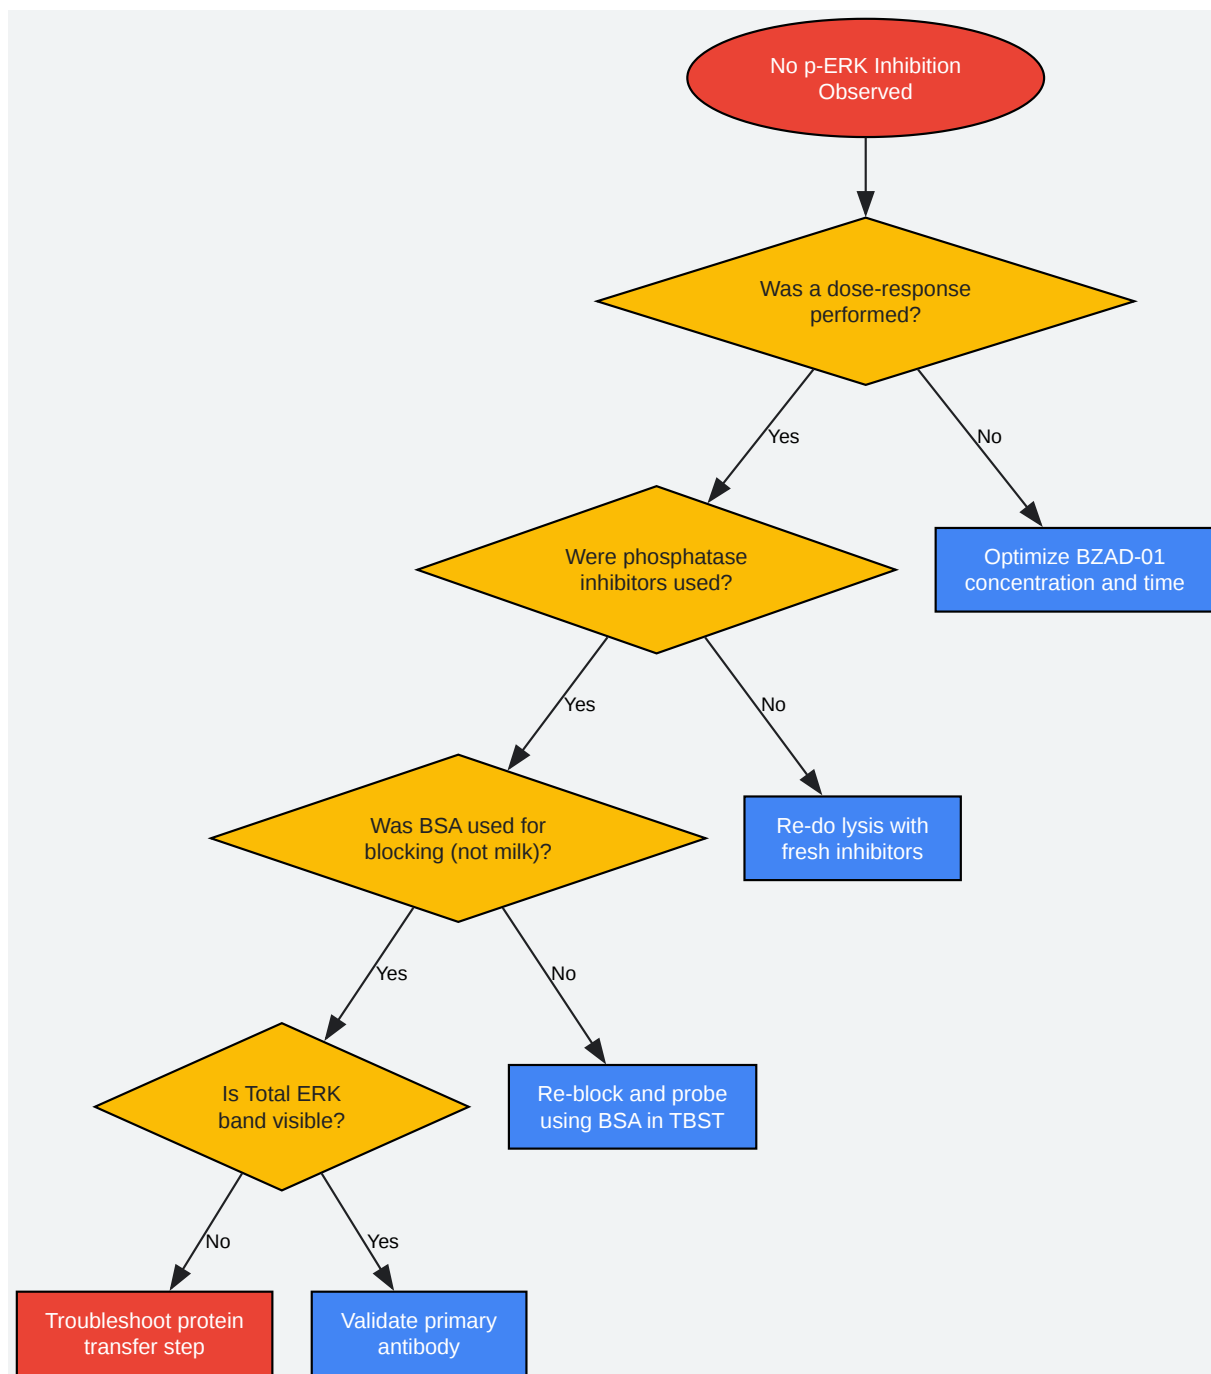 No p-ERK Inhibition
Observed
Was a dose-response
performed?
Yes
No
Were phosphatase
inhibitors used?
Optimize BZAD-01
concentration and time
Yes
No
Was BSA used for
blocking (not milk)?
Re-do lysis with
fresh inhibitors
Yes
No
Is Total ERK
band visible?
Re-block and probe
using BSA in TBST
No
Yes
Troubleshoot protein
transfer step
Validate primary
antibody